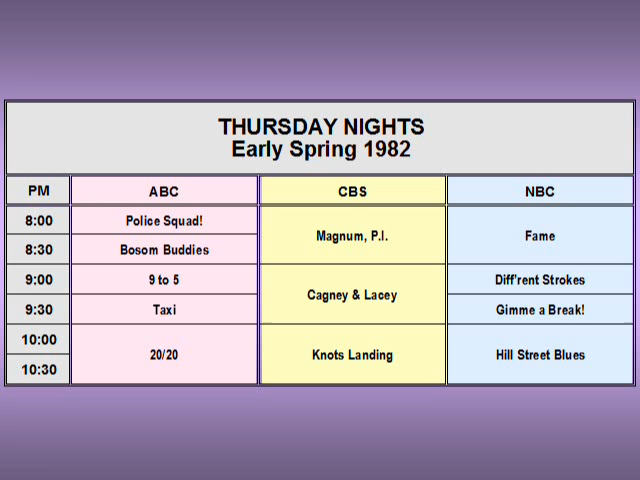 THURSDAY NIGHTS
Early Spring 1982
PM ABC CBS NBC
8:00 Police Squad!
Magnum, P.I. Fame
8:30 Bosom Buddies
9:00 9 to 5 Diff'rent Strokes
Cagney & Lacey
9:30 Taxi Gimme a Break!
10:00
20/20 Knots Landing Hill Street Blues
10:30